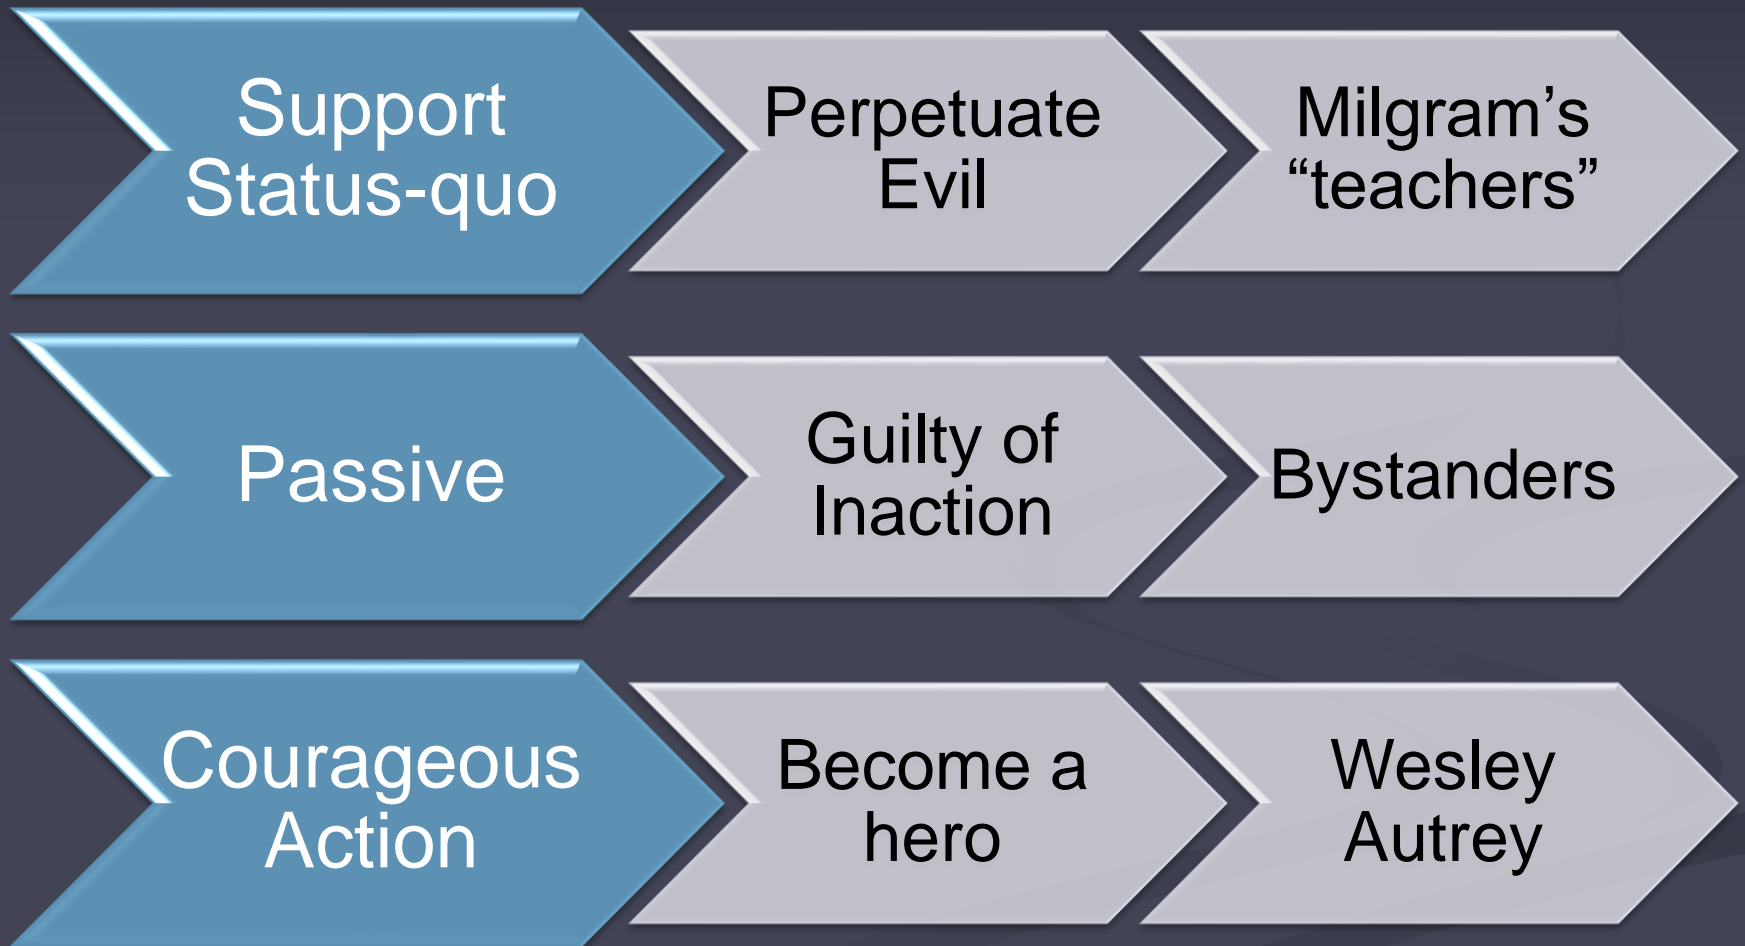 Support
Status-quo
Perpetuate
Evil
Milgram’s
“teachers”
Passive
Guilty of
Inaction
Bystanders
Courageous
Action
Become a
hero
Wesley
Autrey